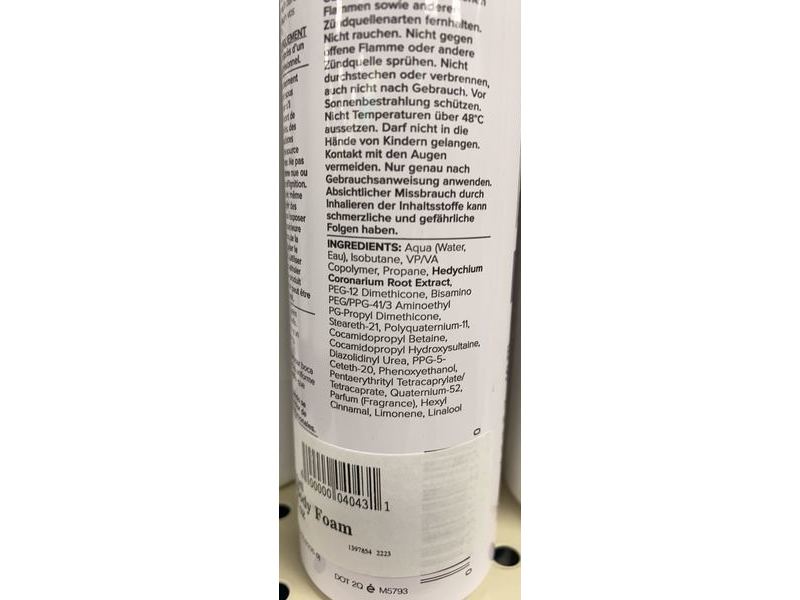 Flammen sowie andere
Zündquellenarten fernhalten.
Nicht rauchen. Nicht gegen
offene Flamme oder andere
Zündquelle sprühen. Nicht
durchstechen oder verbrennen,
auch nicht nach Gebrauch. Vor
Sonnenbestrahlung schützen.
Nicht Temperaturen über 48°C
aussetzen. Darf nicht in die
Hände von Kindern gelangen.
Kontakt mit den Augen
vermeiden. Nur genau nach
Gebrauchsanweisung anwenden.
Absichtlicher Missbrauch durch
Inhalieren der Inhaltsstoffe kann
schmerzliche und gefährliche
Folgen haben.
INGREDIENTS: Aqua (Water,
Eau), Isobutane, VP/VA
Copolymer, Propane, Hedychium
Coronarium Root Extract,
PEG-12 Dimethicone, Bisamino
PEG/PPG-41/3 Aminoethyl
PG-Propyl Dimethicone,
Steareth-21, Polyquaternium-11,
Cocamidopropyl Betaine,
Cocamidopropyl Hydroxysultaine,
Diazolidinyl Urea, PPG-5-
Ceteth-20, Phenoxyethanol,
Pentaerythrityl Tetracaprylate/
Tetracaprate, Quaternium-52,
Parfum (Fragrance), Hexyl
Cinnamal, Limonene, Linalool
00000 04043 1
Foam
1397854 2223
DOT 2Q M5793